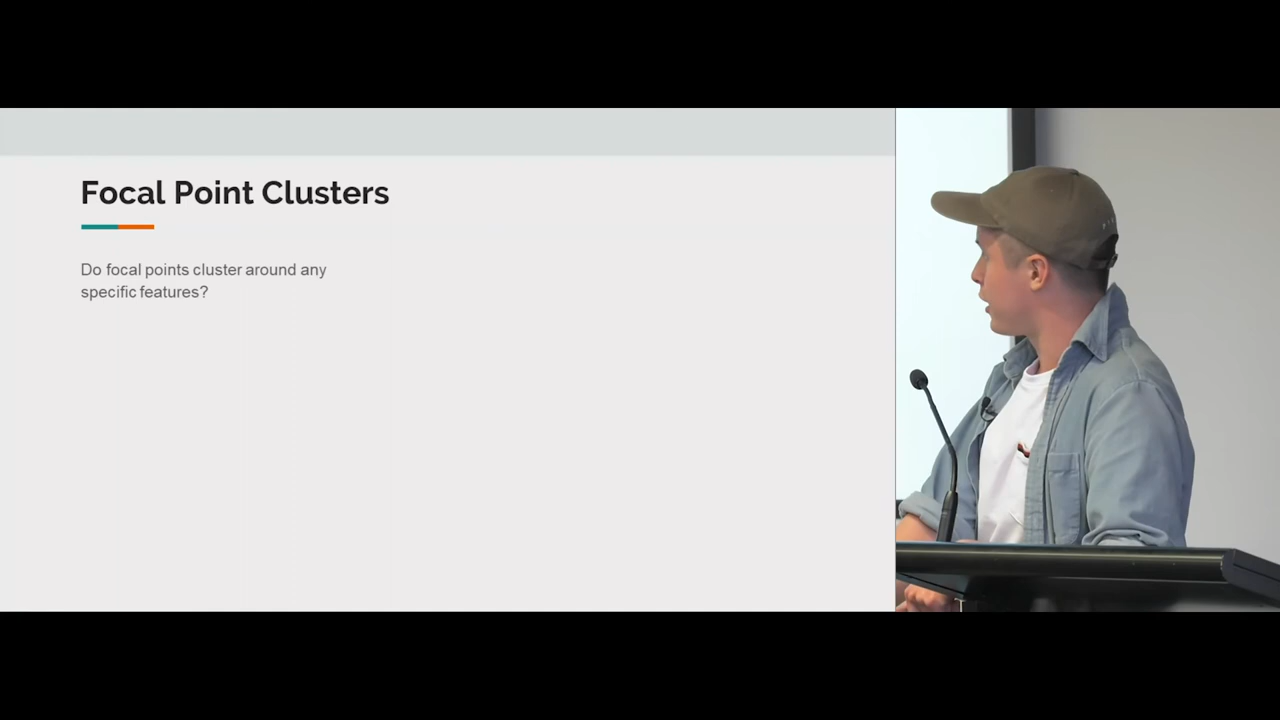 Focal Point Clusters
Do focal points cluster around any
specific features?